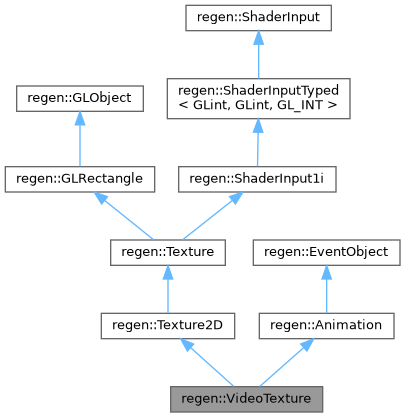 regen::ShaderInput
regen::ShaderInputTyped
< GLint, GLint, GL_INT >
regen::GLObject
regen::GLRectangle
regen::ShaderInput1i
regen::Texture
regen::EventObject
regen::Texture2D
regen::Animation
regen::VideoTexture